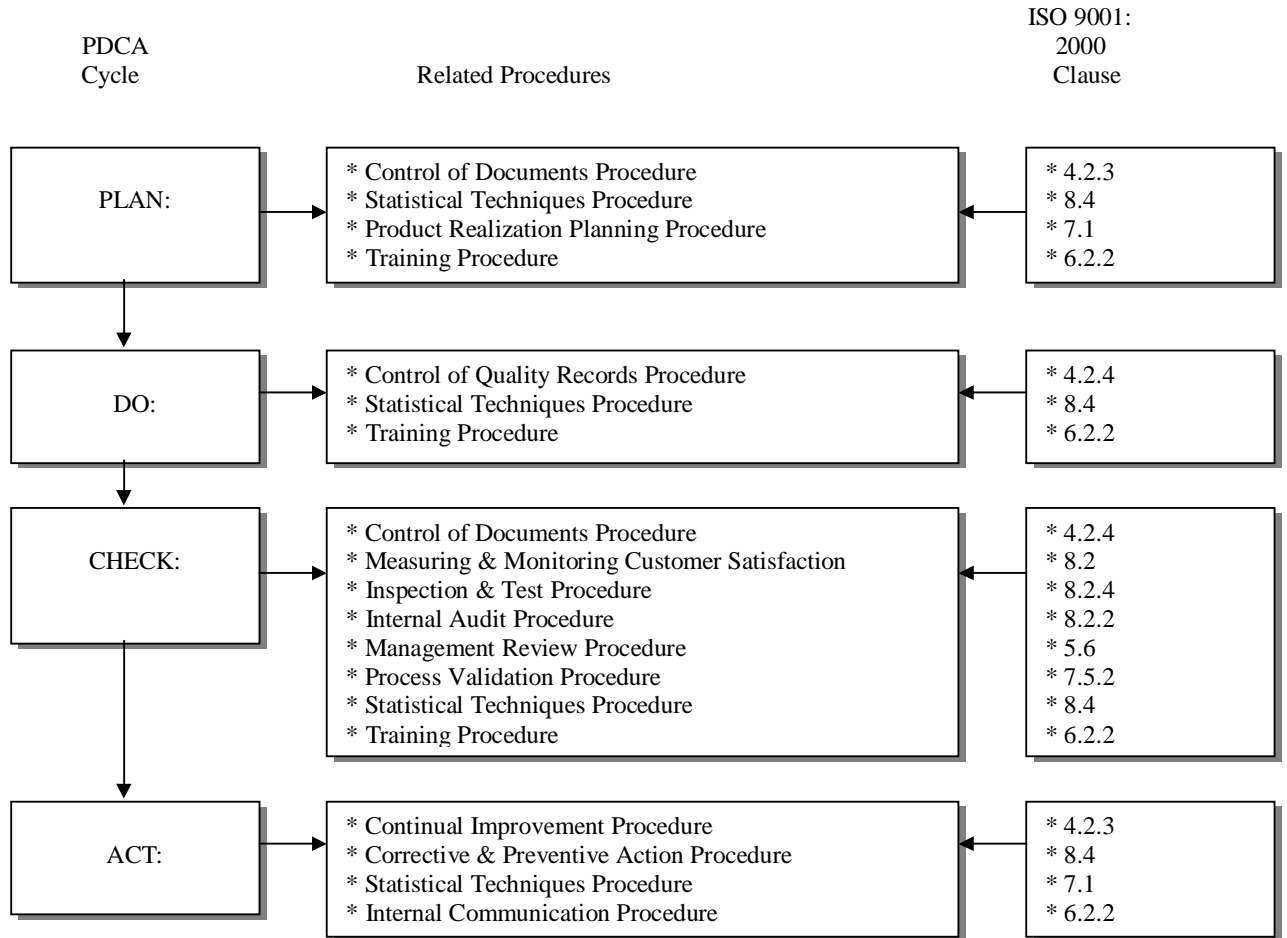 PDCA
Cycle
Related Procedures
ISO 9001:
2000
Clause
PLAN:
* Control of Documents Procedure
* Statistical Techniques Procedure
* Product Realization Planning Procedure
* Training Procedure
* 4.2.3
* 8.4
* 7.1
* 6.2.2
DO:
* Control of Quality Records Procedure
* Statistical Techniques Procedure
* Training Procedure
* 4.2.4
* 8.4
* 6.2.2
CHECK:
* Control of Documents Procedure
* Measuring & Monitoring Customer Satisfaction
* Inspection & Test Procedure
* Internal Audit Procedure
* Management Review Procedure
* Process Validation Procedure
* Statistical Techniques Procedure
* Training Procedure
* 4.2.4
* 8.2
* 8.2.4
* 8.2.2
* 5.6
* 7.5.2
* 8.4
* 6.2.2
ACT:
* Continual Improvement Procedure
* Corrective & Preventive Action Procedure
* Statistical Techniques Procedure
* Internal Communication Procedure
* 4.2.3
* 8.4
* 7.1
* 6.2.2